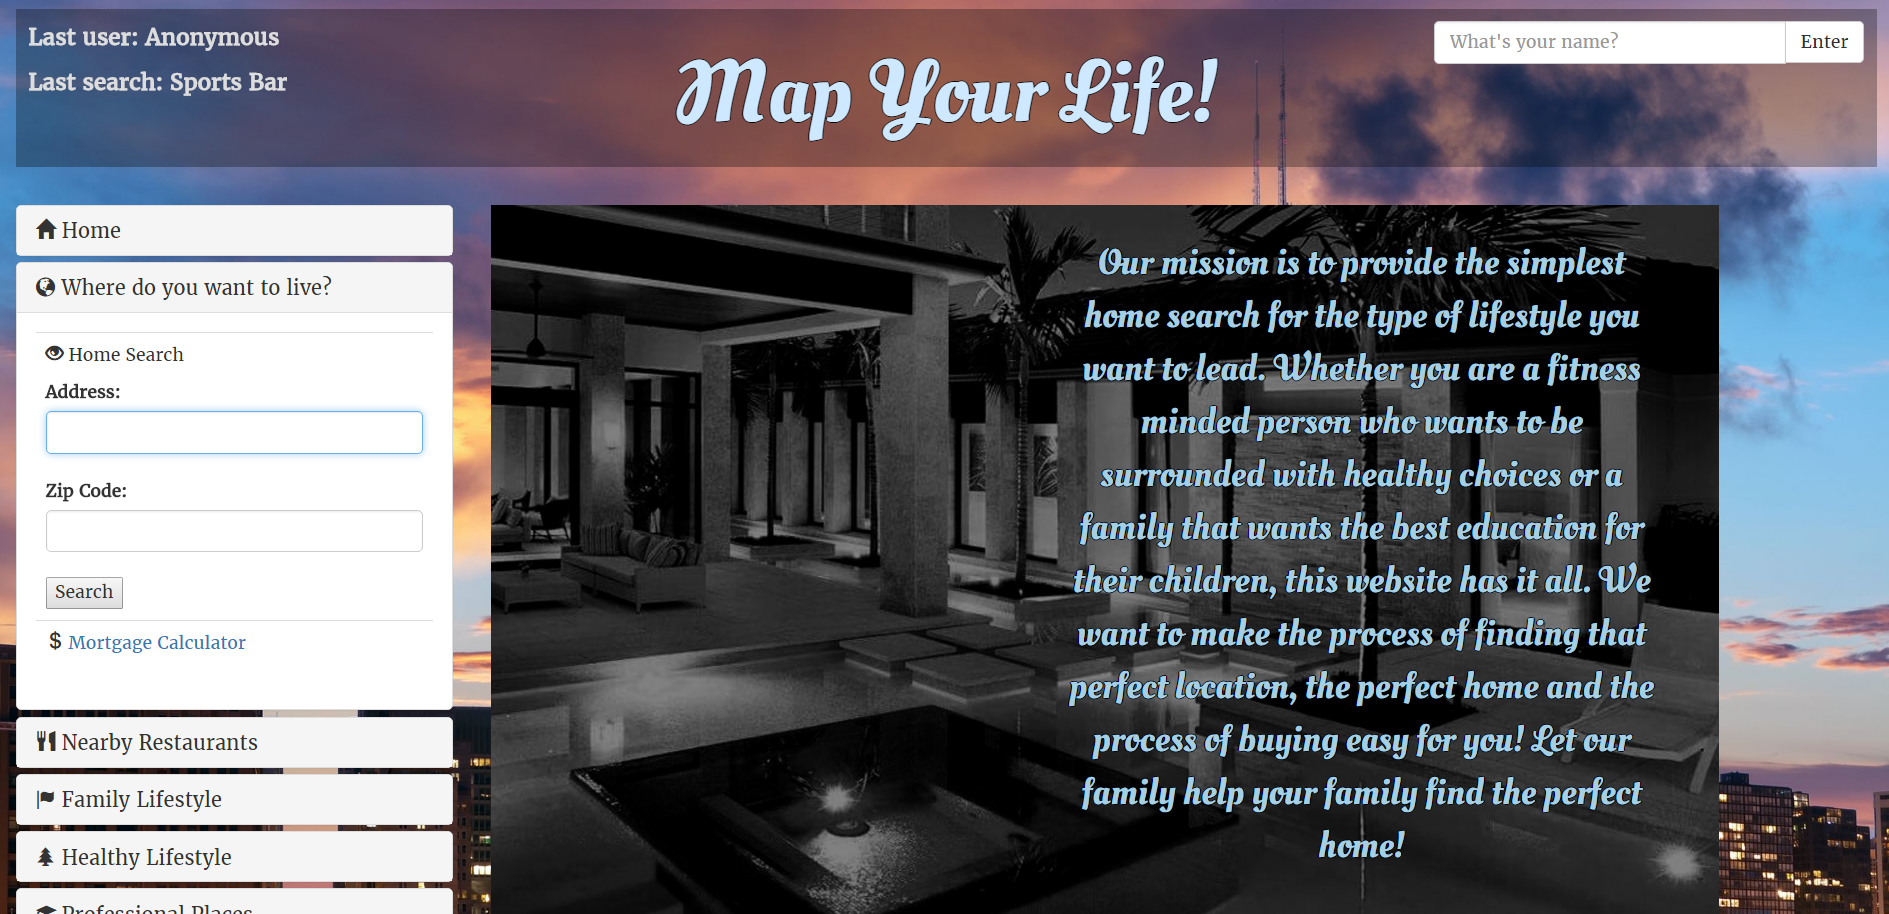 Last user: Anonymous
Last search: Sports Bar
Map Your Life!
What's your name?
Enter
Home
Where do you want to live?
Home Search
Address:
Zip Code:
Search
$ Mortgage Calculator
Nearby Restaurants
Family Lifestyle
Healthy Lifestyle
Professional Places
Our mission is to provide the simplest
home search for the type of lifestyle you
want to lead. Whether you are a fitness
minded person who wants to be
surrounded with healthy choices or a
family that wants the best education for
their children, this website has it all. We
want to make the process of finding that
perfect location, the perfect home and the
process of buying easy for you! Let our
family help your family find the perfect
home!